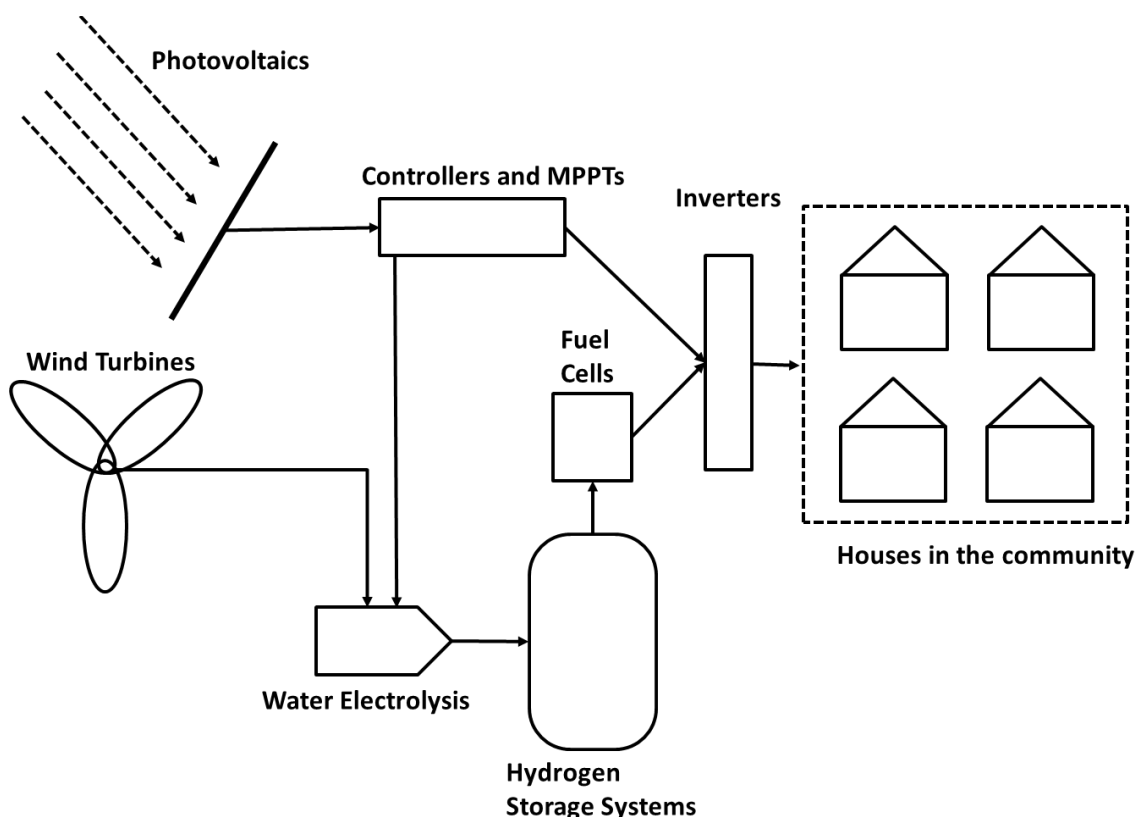 Photovoltaics
Controllers and MPPTs
Inverters
Wind Turbines
Fuel
Cells
Houses in the community
Water Electrolysis
Hydrogen
Storage Systems